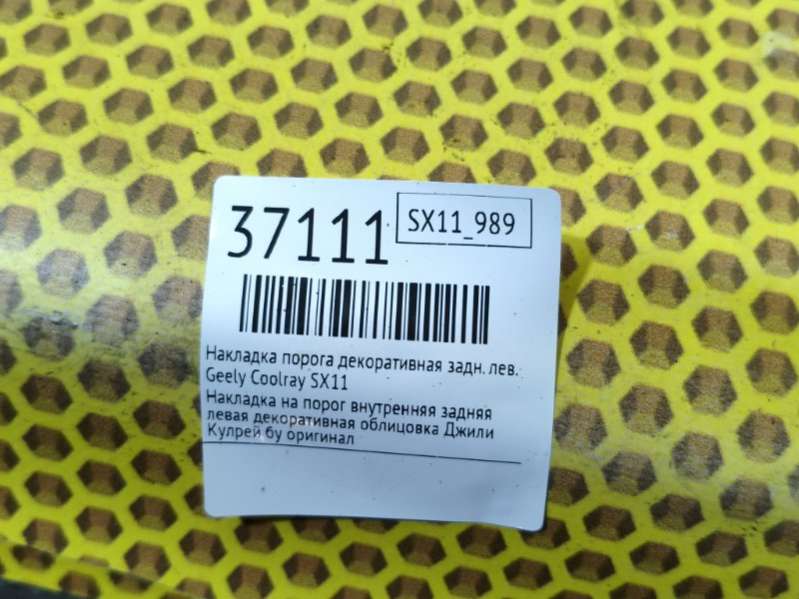 37111
SX11_989
Накладка порога декоративная задн. лев.
Geely Coolray SX11
Накладка на порог внутренняя задняя
левая декоративная облицовка Джили
Кулрей бу оригинал